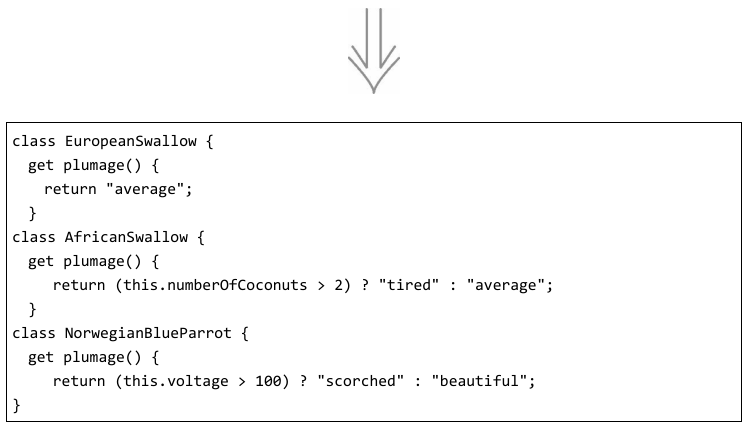 class EuropeanSwallow {
  get plumage() {
    return "average";
  }
class AfricanSwallow {
  get plumage() {
     return (this.numberOfCoconuts > 2) ? "tired" : "average";
  }
class NorwegianBlueParrot {
  get plumage() {
     return (this.voltage > 100) ? "scorched" : "beautiful";
}